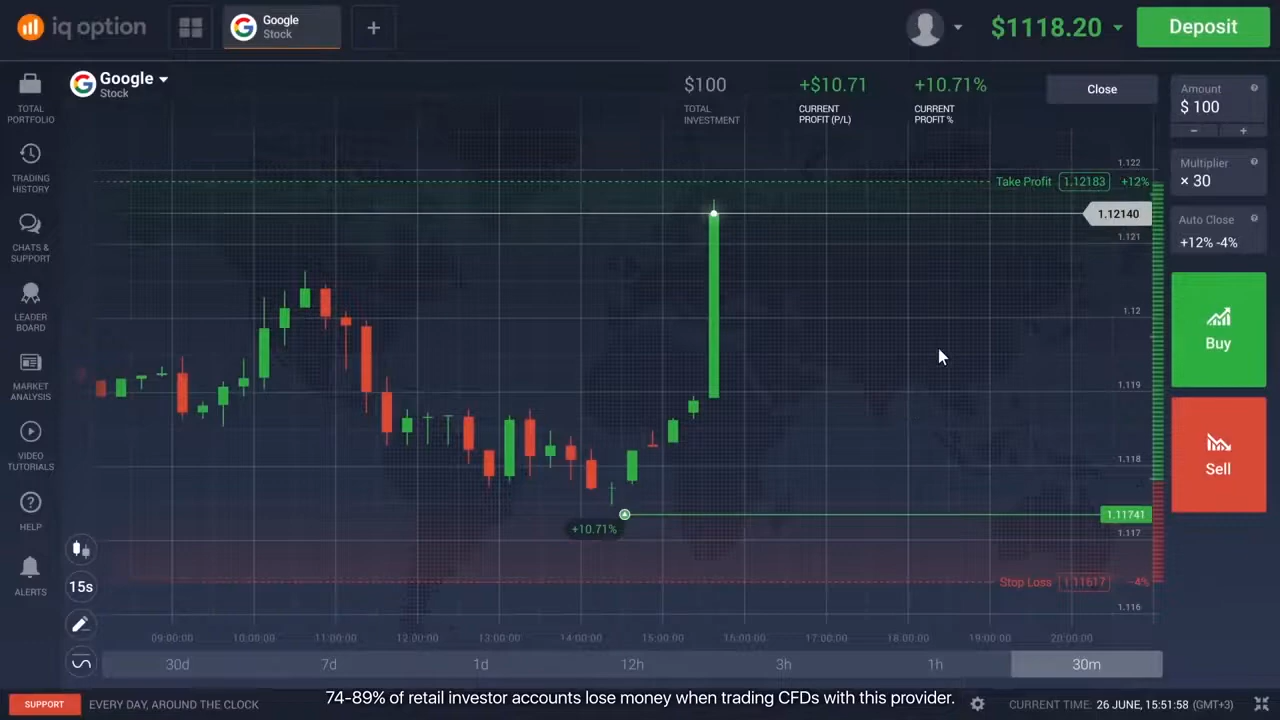 iq option
Google
Stock
+
$1118.20
Deposit
Google
Stock
$100
TOTAL
INVESTMENT
+$10.71
CURRENT
PROFIT (P/L)
+10.71%
CURRENT
PROFIT %
Close
Amount
$ 100
Multiplier
× 30
Auto Close
+12% -4%
Buy
Sell
TOTAL
PORTFOLIO
TRADING
HISTORY
CHATS &
SUPPORT
LEADER
BOARD
MARKET
ANALYSIS
VIDEO
TUTORIALS
HELP
ALERTS
15s
1.122
Take Profit 1.12183 +12%
1.12140
1.121
1.12
1.119
1.118
+10.71%
1.11741
1.117
Stop Loss 1.11617 -4%
1.116
09:00:00 10:00:00 11:00:00 12:00:00 13:00:00 14:00:00 15:00:00 16:00:00 17:00:00 18:00:00 19:00:00 20:00:00
30d 7d 1d 12h 3h 1h 30m
SUPPORT EVERY DAY, AROUND THE CLOCK
74-89% of retail investor accounts lose money when trading CFDs with this provider.
CURRENT TIME: 26 JUNE, 15:51:58 (GMT+3)